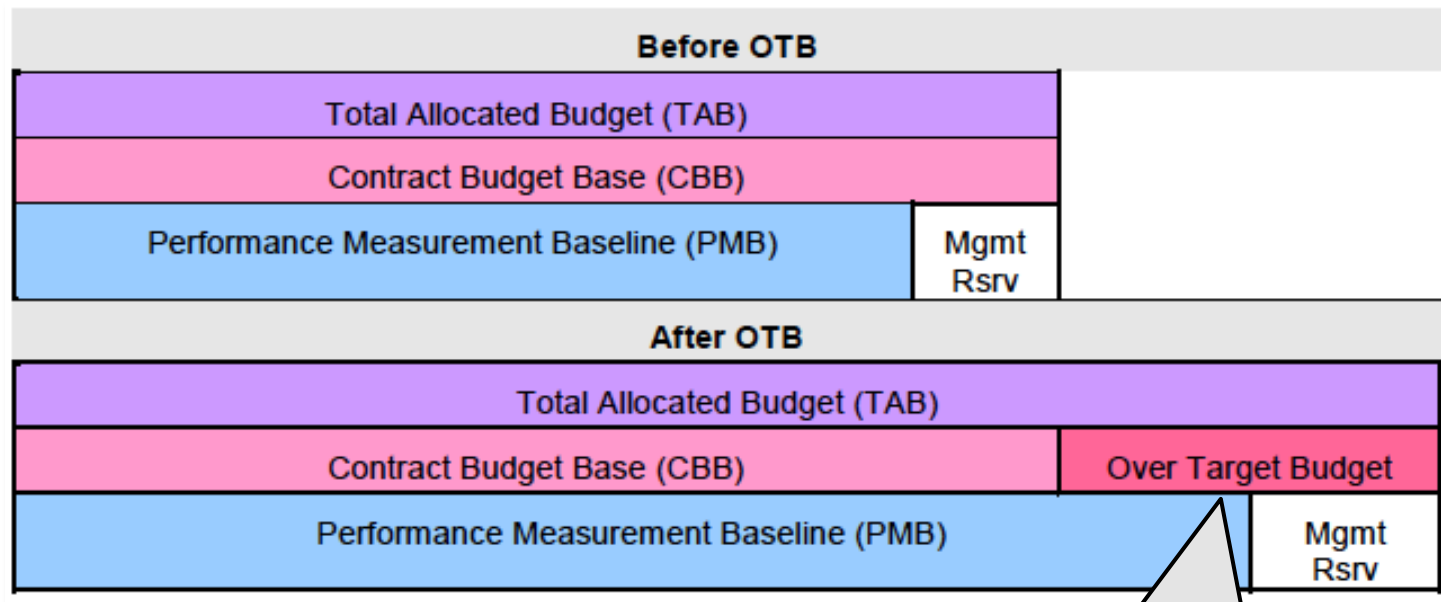 Before OTB
Total Allocated Budget (TAB)
Contract Budget Base (CBB)
Performance Measurement Baseline (PMB)
Mgmt
Rsrv
After OTB
Total Allocated Budget (TAB)
Contract Budget Base (CBB)
Over Target Budget
Performance Measurement Baseline (PMB)
Mgmt
Rsrv